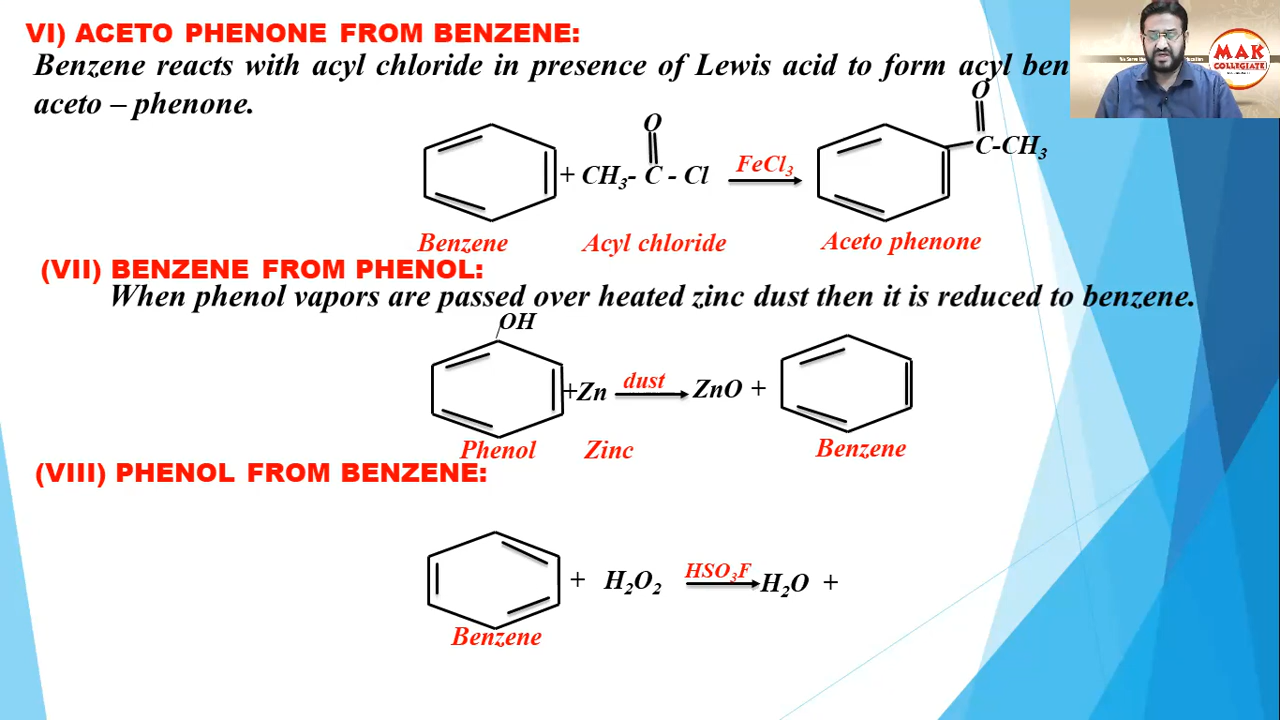 VI) ACETO PHENONE FROM BENZENE:
Benzene reacts with acyl chloride in presence of Lewis acid to form acyl ben
aceto – phenone.
O
O
+ CH₃- C - Cl
FeCl₃
C-CH₃
Benzene
Acyl chloride
Aceto phenone
(VII) BENZENE FROM PHENOL:
When phenol vapors are passed over heated zinc dust then it is reduced to benzene.
OH
+Zn
dust
ZnO +
Phenol
Zinc
Benzene
(VIII) PHENOL FROM BENZENE:
+ H₂O₂
HSO₃F
H₂O +
Benzene
MAK
COLLEGIATE